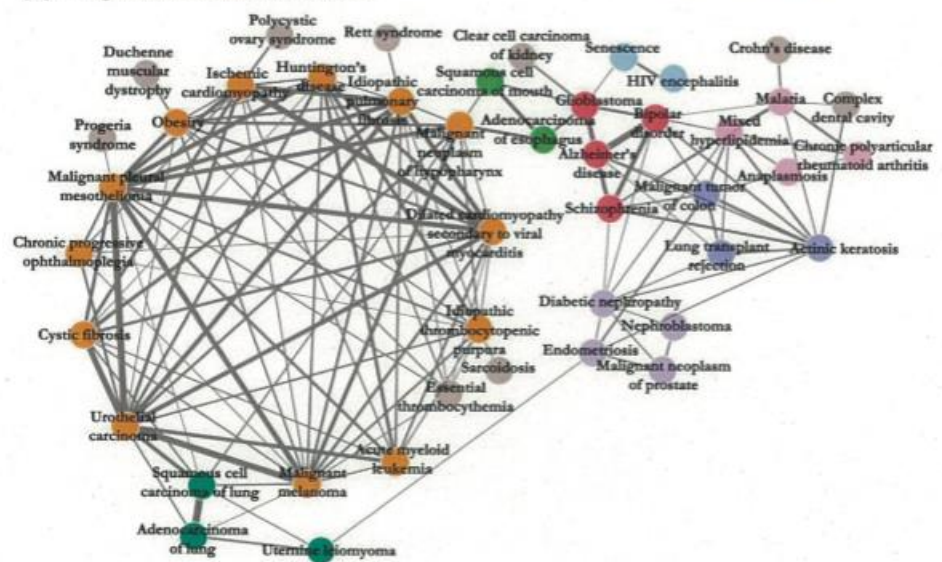 Polycystic
ovary syndrome
Rett syndrome
Clear cell carcinoma
of kidney
Senescence
Crohn's disease
Duchenne
muscular
dystrophy
Ischemic
cardiomyopathy
Huntington's
disease
Idiopathic
pulmonary
fibrosis
Squamous cell
carcinoma of mouth
HIV encephalitis
Obesity
Malignant
neoplasm
of hypopharynx
Adenocarcinoma
of esophagus
Glioblastoma
Bipolar
disorder
Mixed
hyperlipidemia
Malaria
Complex
dental cavity
Progeria
syndrome
Alzheimer's
disease
Chronic polyarticular
rheumatoid arthritis
Anaplasmosis
Malignant pleural
mesothelioma
Malignant tumor
of colon
Schizophrenia
Dilated cardiomyopathy
secondary to viral
myocarditis
Chronic progressive
ophthalmoplegia
Lung transplant
rejection
Actinic keratosis
Diabetic nephropathy
Cystic fibrosis
Idiopathic
thrombocytopenic
purpura
Nephroblastoma
Endometriosis
Malignant neoplasm
of prostate
Sarcoidosis
Essential
thrombocythemia
Urothelial
carcinoma
Acute myeloid
leukemia
Squamous cell
carcinoma of lung
Malignant
melanoma
Adenocarcinoma
of lung
Uternine leiomyoma